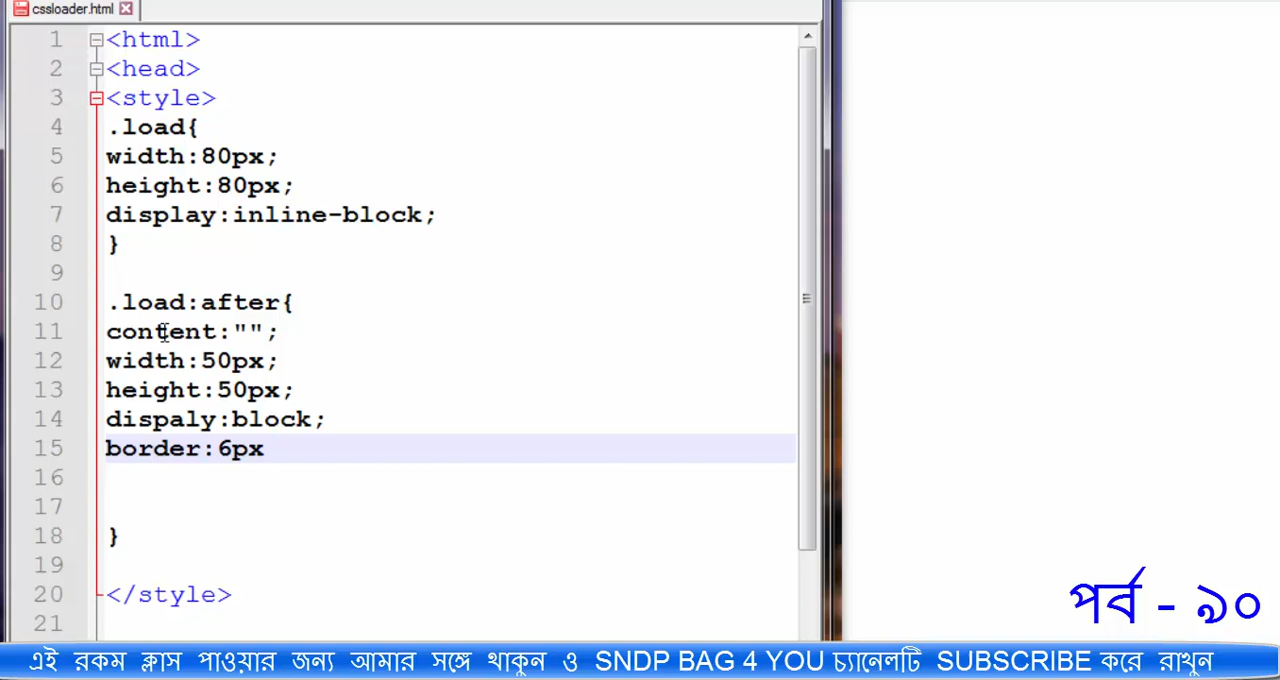 cssloader.html
1 <html>
2 <head>
3 <style>
4 .load{
5 width:80px;
6 height:80px;
7 display:inline-block;
8 }
9
10 .load:after{
11 content:"";
12 width:50px;
13 height:50px;
14 dispaly:block;
15 border:6px
16
17
18 }
19
20 </style>
21
পর্ব - ৯০
এই রকম ক্লাস পাওয়ার জন্য আমার সঙ্গে থাকুন ও SNDP BAG 4 YOU চ্যানেলটি SUBSCRIBE করে রাখুন